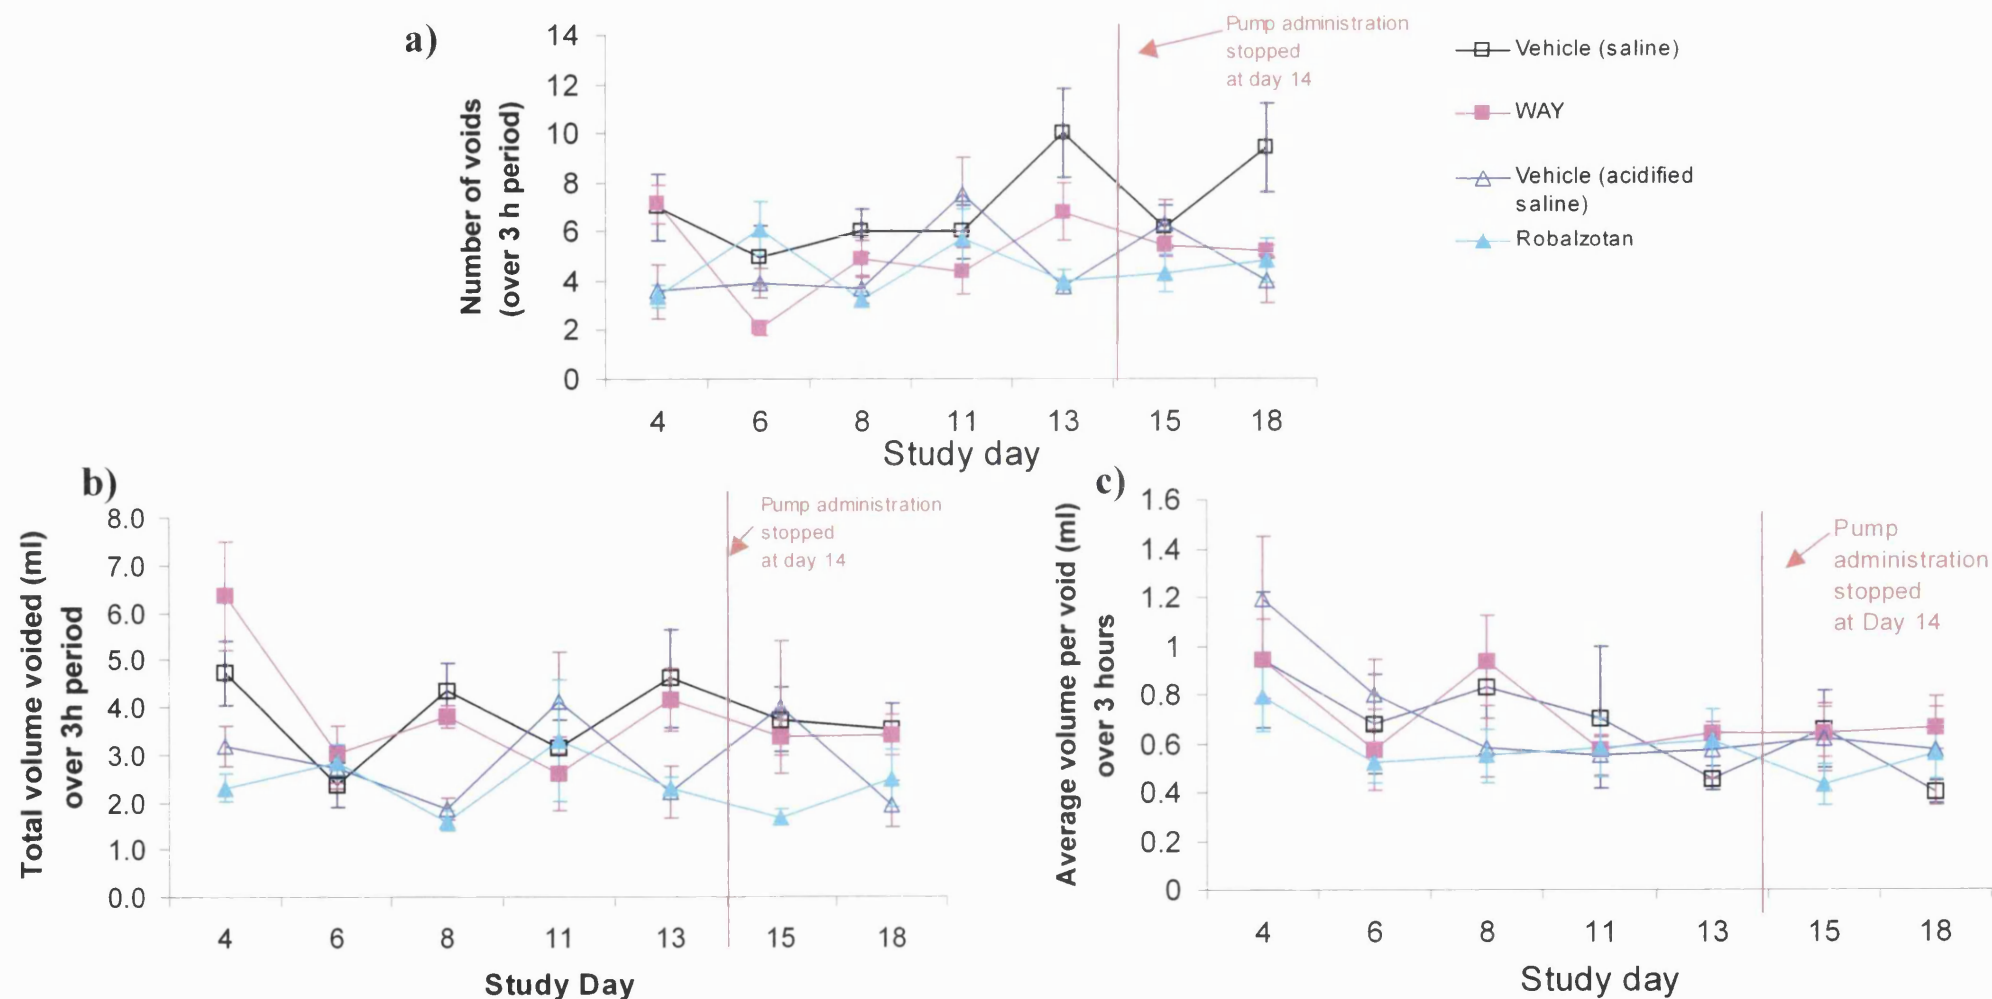 a)
Number of voids
(over 3 h period)
14
12
10
8
6
4
2
0
4 6 8 11 13 15 18
Study day
Pump administration
stopped
at day 14
Vehicle (saline)
WAY
Vehicle (acidified
saline)
Robalzotan
b)
Total volume voided (ml)
over 3h period
8.0
7.0
6.0
5.0
4.0
3.0
2.0
1.0
0.0
4 6 8 11 13 15 18
Study Day
Pump administration
stopped
at day 14
c)
Average volume per void (ml)
over 3 hours
1.6
1.4
1.2
1
0.8
0.6
0.4
0.2
0
4 6 8 11 13 15 18
Study day
Pump
administration
stopped
at Day 14